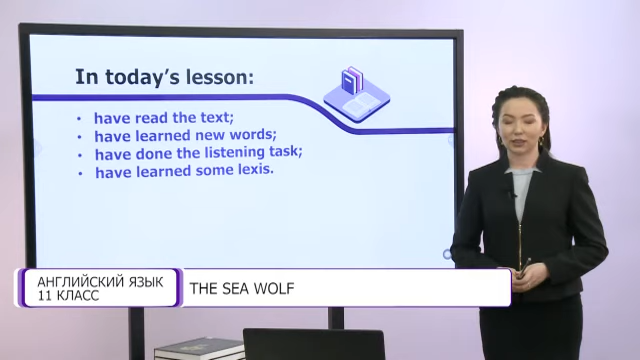 In today's lesson:
• have read the text;
• have learned new words;
• have done the listening task;
• have learned some lexis.
АНГЛИЙСКИЙ ЯЗЫК
11 КЛАСС
THE SEA WOLF